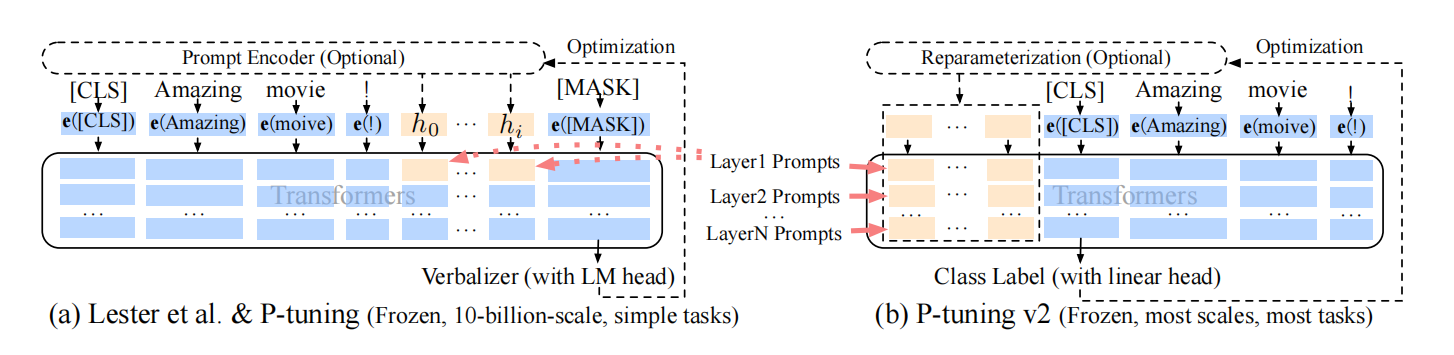 Prompt Encoder (Optional)
Optimization
[CLS] Amazing movie ! [MASK]
e([CLS]) e(Amazing) e(moive) e(!) h0 ... hi e([MASK])
...
Transformers
... ... ... ... ... ... ...
Verbalizer (with LM head)
(a) Lester et al. & P-tuning (Frozen, 10-billion-scale, simple tasks)
Layer1 Prompts
Layer2 Prompts
...
LayerN Prompts
Reparameterization (Optional)
Optimization
[CLS] Amazing movie !
... e([CLS]) e(Amazing) e(moive) e(!)
...
... Transformers
... ... ... ... ... ...
...
Class Label (with linear head)
(b) P-tuning v2 (Frozen, most scales, most tasks)